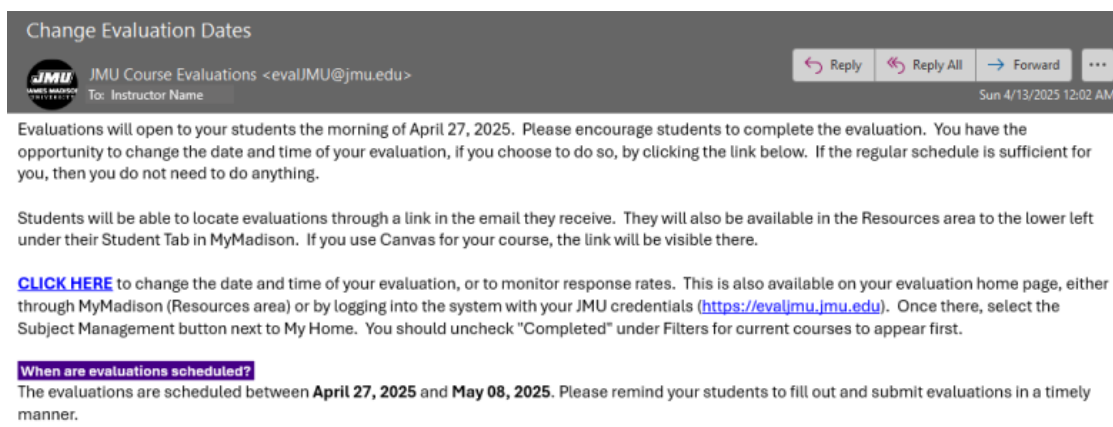 Change Evaluation Dates
JMU
JAMES MADISON
UNIVERSITY
JMU Course Evaluations <evalJMU@jmu.edu>
To: Instructor Name
Reply
Reply All
Forward
Sun 4/13/2025 12:02 AM
Evaluations will open to your students the morning of April 27, 2025. Please encourage students to complete the evaluation. You have the
opportunity to change the date and time of your evaluation, if you choose to do so, by clicking the link below. If the regular schedule is sufficient for
you, then you do not need to do anything.
Students will be able to locate evaluations through a link in the email they receive. They will also be available in the Resources area to the lower left
under their Student Tab in MyMadison. If you use Canvas for your course, the link will be visible there.
CLICK HERE to change the date and time of your evaluation, or to monitor response rates. This is also available on your evaluation home page, either
through MyMadison (Resources area) or by logging into the system with your JMU credentials (https://evaljmu.jmu.edu). Once there, select the
Subject Management button next to My Home. You should uncheck "Completed" under Filters for current courses to appear first.
When are evaluations scheduled?
The evaluations are scheduled between April 27, 2025 and May 08, 2025. Please remind your students to fill out and submit evaluations in a timely
manner.